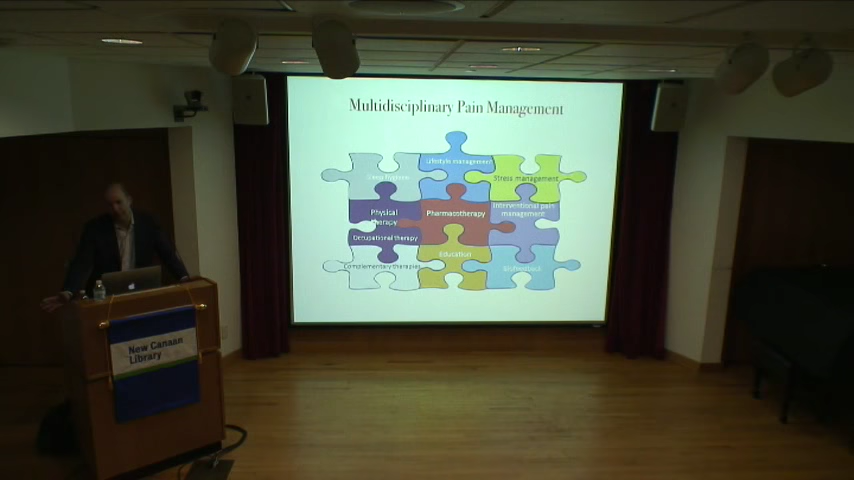 Multidisciplinary Pain Management
Lifestyle management
Sleep hygiene
Stress management
Physical
therapy
Pharmacotherapy
Interventional pain
management
Occupational therapy
Education
Complementary therapies
Biofeedback
New Canaan
Library